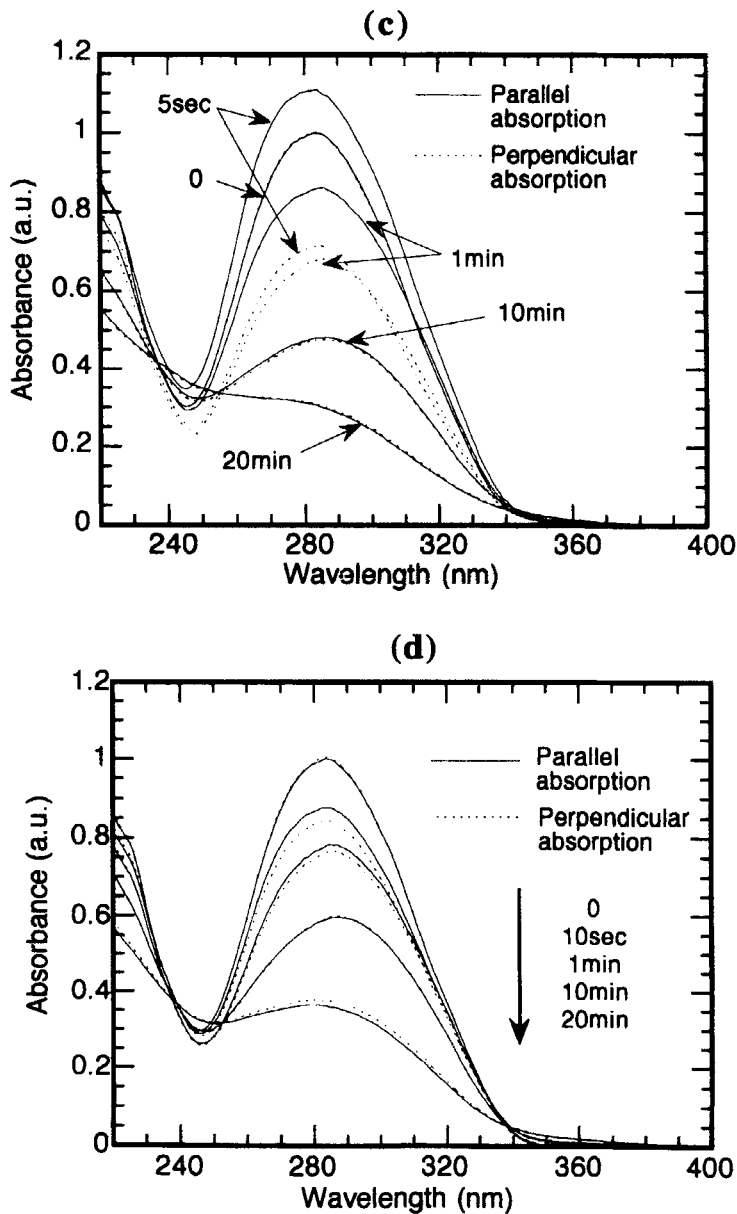 (c)
1.2
1
0.8
0.6
0.4
0.2
0
Absorbance (a.u.)
5sec
0
1min
10min
20min
Parallel
absorption
Perpendicular
absorption
240
280
320
360
400
Wavelength (nm)
(d)
1.2
1
0.8
0.6
0.4
0.2
0
Absorbance (a.u.)
Parallel
absorption
Perpendicular
absorption
0
10sec
1min
10min
20min
240
280
320
360
400
Wavelength (nm)